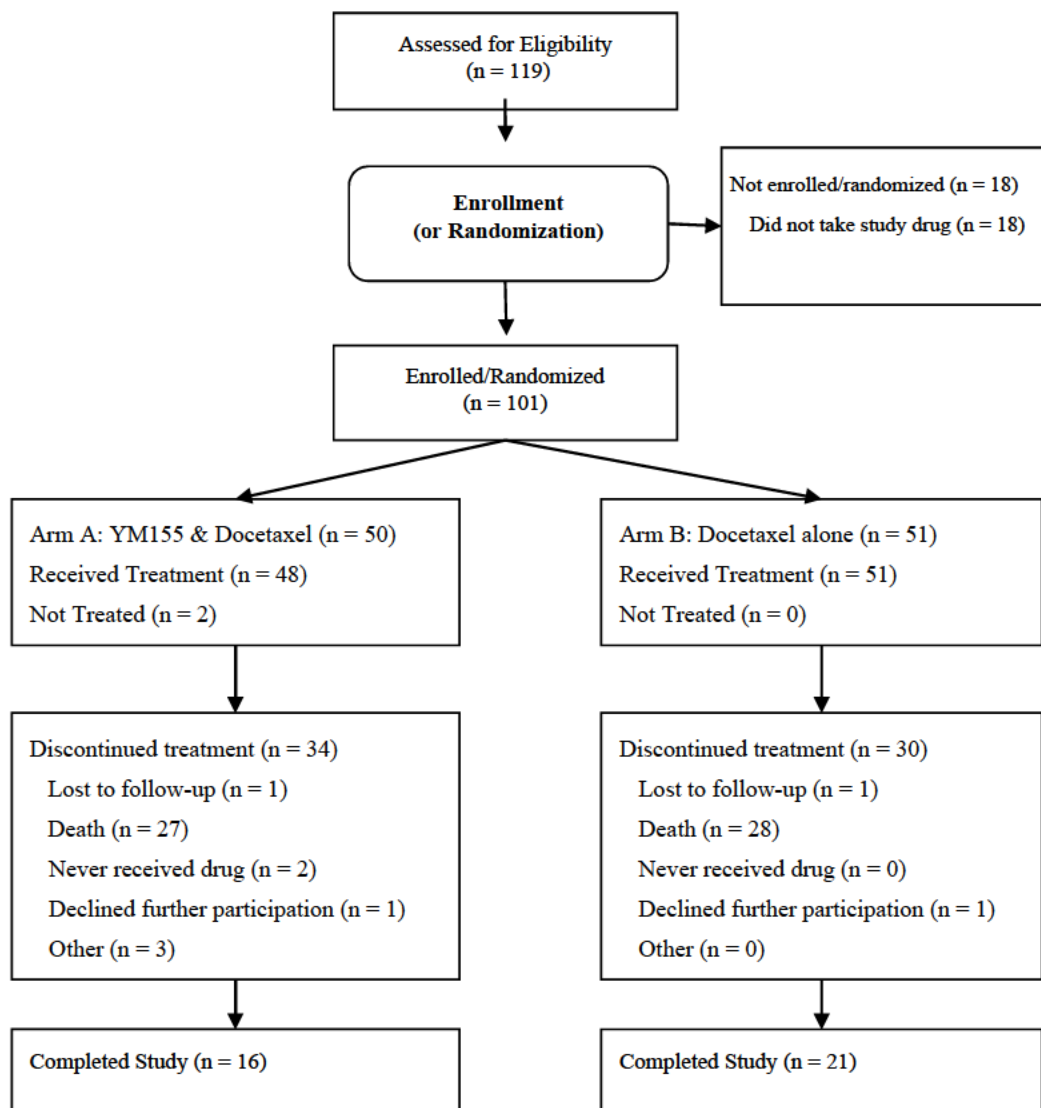 Assessed for Eligibility
(n = 119)
Enrollment
(or Randomization)
Not enrolled/randomized (n = 18)
Did not take study drug (n = 18)
Enrolled/Randomized
(n = 101)
Arm A: YM155 & Docetaxel (n = 50)
Received Treatment (n = 48)
Not Treated (n = 2)
Arm B: Docetaxel alone (n = 51)
Received Treatment (n = 51)
Not Treated (n = 0)
Discontinued treatment (n = 34)
Lost to follow-up (n = 1)
Death (n = 27)
Never received drug (n = 2)
Declined further participation (n = 1)
Other (n = 3)
Discontinued treatment (n = 30)
Lost to follow-up (n = 1)
Death (n = 28)
Never received drug (n = 0)
Declined further participation (n = 1)
Other (n = 0)
Completed Study (n = 16)
Completed Study (n = 21)